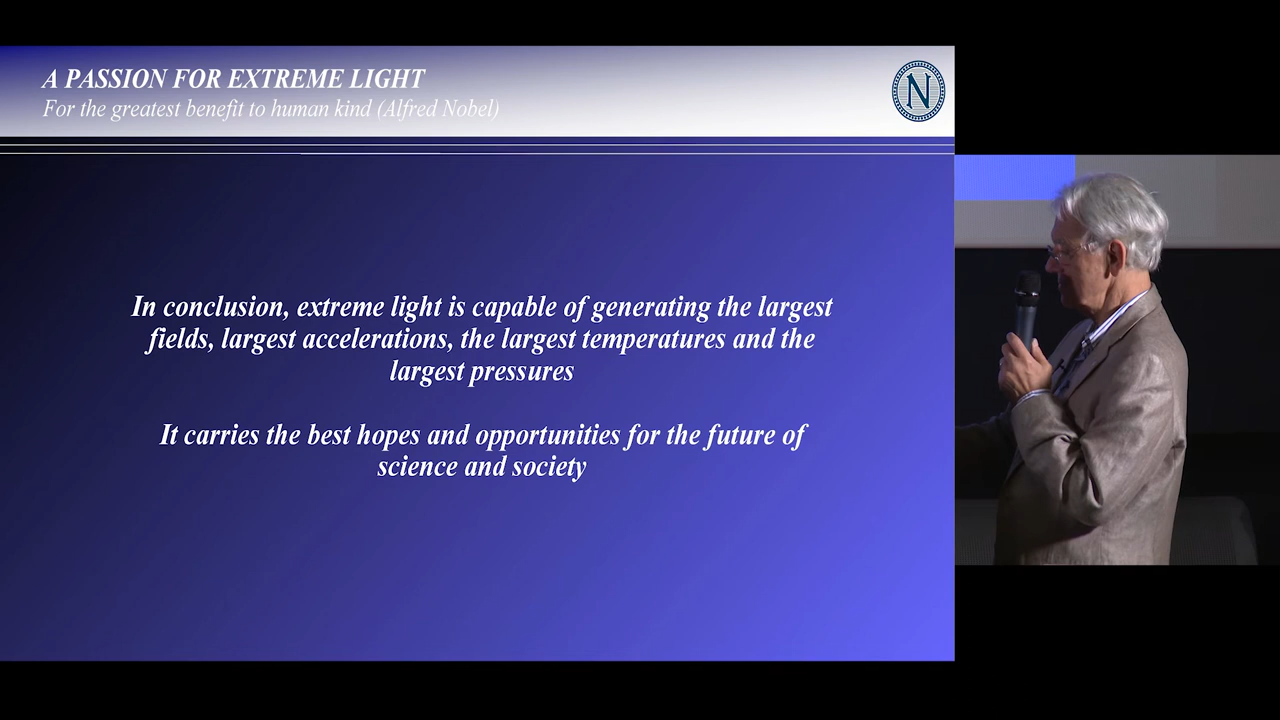 A PASSION FOR EXTREME LIGHT
For the greatest benefit to human kind (Alfred Nobel)
N
In conclusion, extreme light is capable of generating the largest
fields, largest accelerations, the largest temperatures and the
largest pressures
It carries the best hopes and opportunities for the future of
science and society